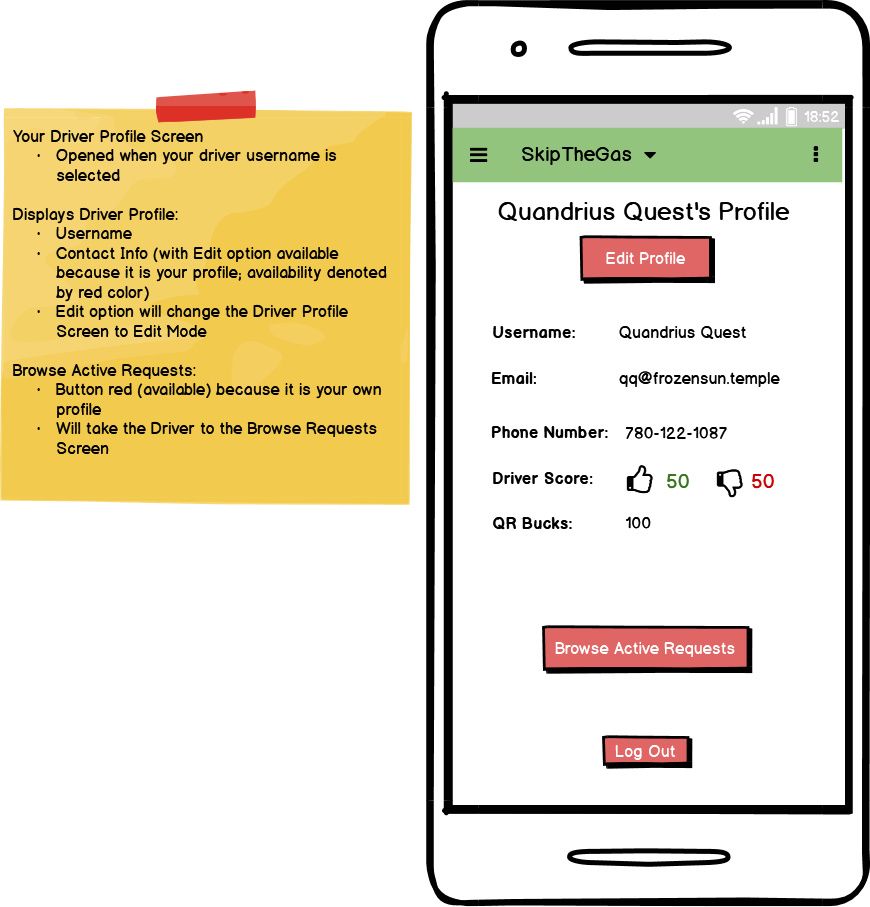 Your Driver Profile Screen
· Opened when your driver username is
selected
Displays Driver Profile:
· Username
· Contact Info (with Edit option available
because it is your profile; availability denoted
by red color)
· Edit option will change the Driver Profile
Screen to Edit Mode
Browse Active Requests:
· Button red (available) because it is your own
profile
· Will take the Driver to the Browse Requests
Screen
18:52
SkipTheGas
Quandrius Quest's Profile
Edit Profile
Username: Quandrius Quest
Email: qq@frozensun.temple
Phone Number: 780-122-1087
Driver Score: 50 50
QR Bucks: 100
Browse Active Requests
Log Out